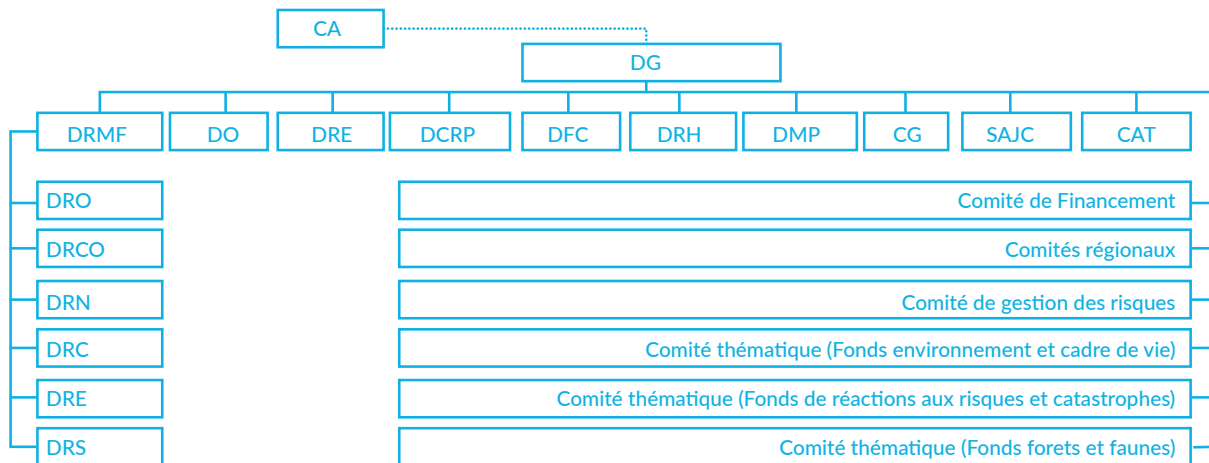 CA
DG
DRMF DO DRE DCRP DFC DRH DMP CG SAJC CAT
DRO Comité de Financement
DRCO Comités régionaux
DRN Comité de gestion des risques
DRC Comité thématique (Fonds environnement et cadre de vie)
DRE Comité thématique (Fonds de réactions aux risques et catastrophes)
DRS Comité thématique (Fonds forets et faunes)